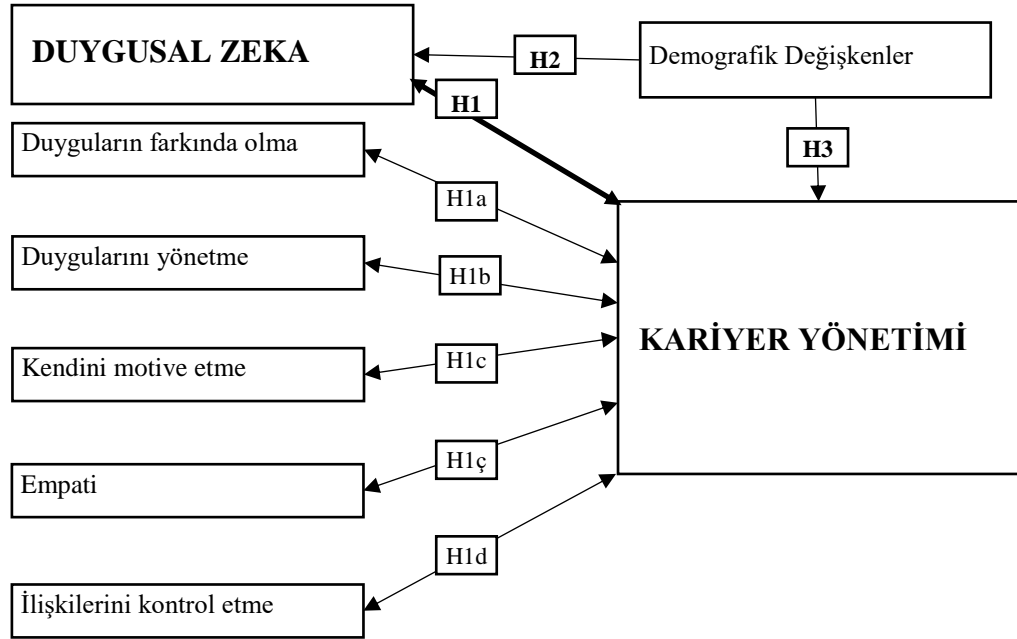 DUYGUSAL ZEKA
H2
Demografik Değişkenler
H1
Duyguların farkında olma
H3
H1a
Duygularını yönetme
H1b
KARİYER YÖNETİMİ
Kendini motive etme
H1c
Empati
H1ç
H1d
İlişkilerini kontrol etme